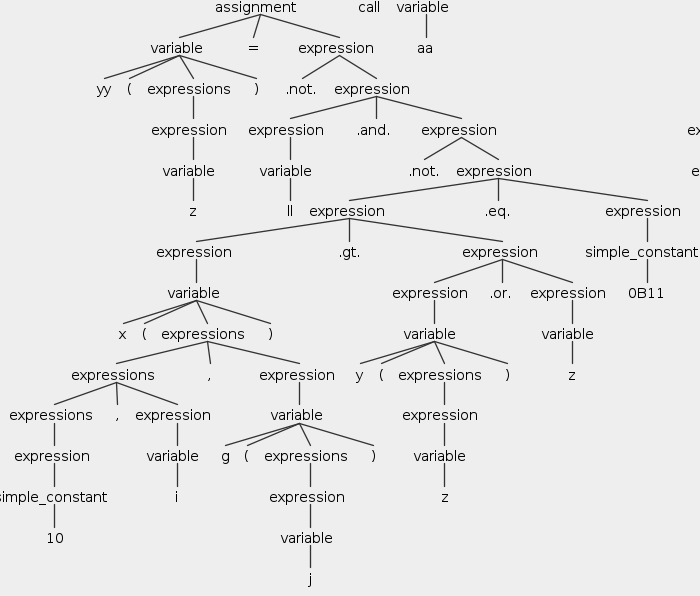 assignment call variable
variable = expression aa
yy ( expressions ) .not. expression
expression expression .and. expression ex
variable variable .not. expression e
z ll expression .eq. expression
expression .gt. expression simple_constant
variable expression .or. expression 0B11
x ( expressions ) variable variable
expressions , expression y ( expressions ) z
expressions , expression variable expression
expression variable g ( expressions ) variable
simple_constant i expression z
10 variable
j